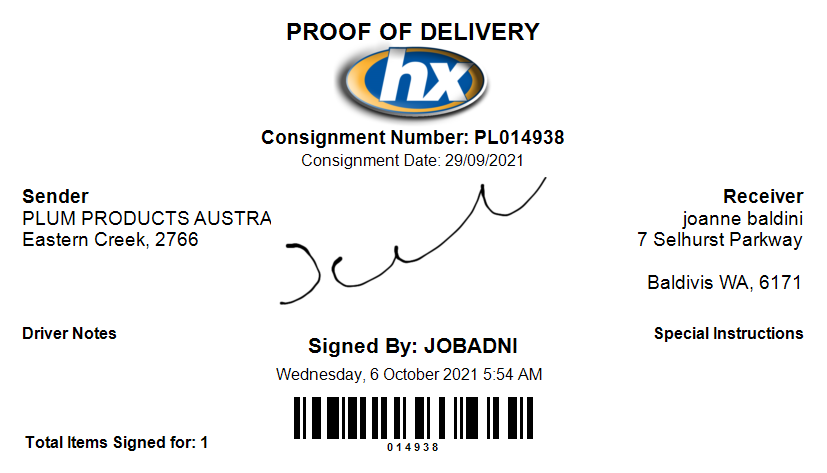 PROOF OF DELIVERY
hx
Consignment Number: PL014938
Consignment Date: 29/09/2021
Sender
PLUM PRODUCTS AUSTRA
Eastern Creek, 2766
Receiver
joanne baldini
7 Selhurst Parkway
Baldivis WA, 6171
Driver Notes
Special Instructions
Signed By: JOBADNI
Wednesday, 6 October 2021 5:54 AM
014938
Total Items Signed for: 1